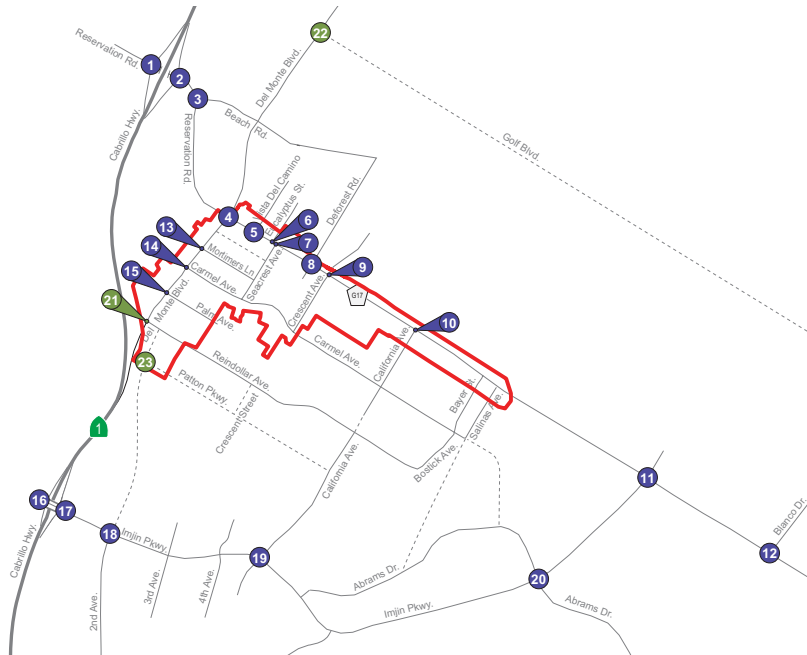 22
Reservation Rd.
1
2
Del Monte Blvd.
3
Cabrillo Hwy.
Beach Rd.
Reservation Rd.
Golf Blvd.
Vista Del Camino
Eucalyptus St.
Deforest Rd.
4
6
5
7
13
8
9
Mortimers Ln
14
Seacrest Ave.
Crescent Ave.
Carmel Ave.
15
G17
21
Del Monte Blvd.
Palm Ave.
10
California Ave.
Carmel Ave.
23
Reindollar Ave.
Patton Pkwy.
Bayer St.
Salinas Ave.
Crescent Street
1
California Ave.
Bostick Ave.
11
16
17
Blanco Dr.
18
Imjin Pkwy.
12
Cabrillo Hwy.
19
3rd Ave.
4th Ave.
Abrams Dr.
20
2nd Ave.
Imjin Pkwy.
Abrams Dr.